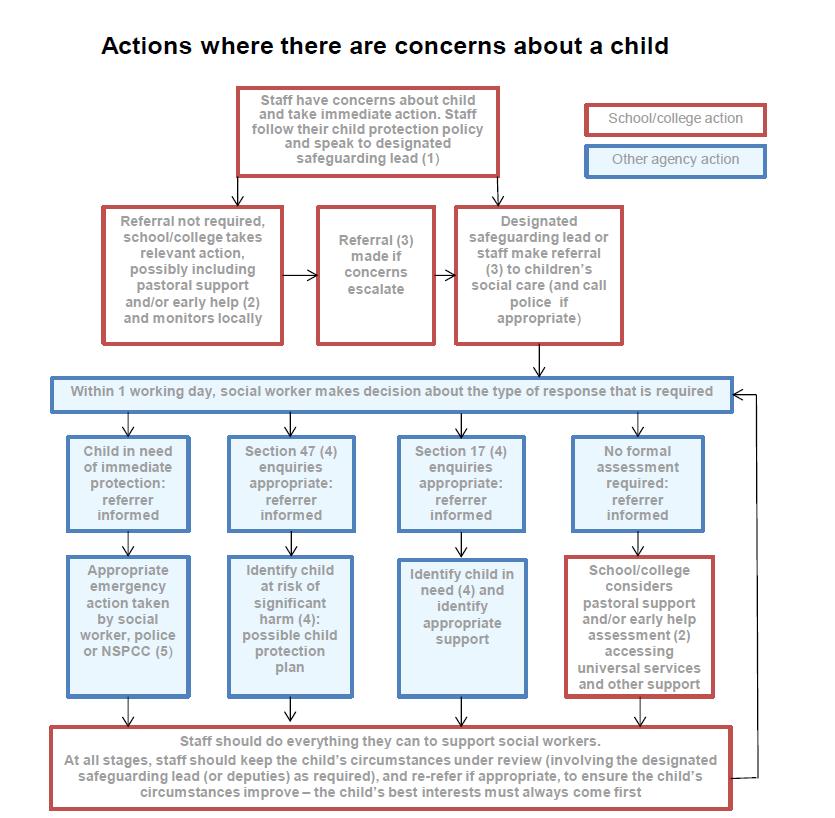 Actions where there are concerns about a child
Staff have concerns about child
and take immediate action. Staff
follow their child protection policy
and speak to designated
safeguarding lead (1)
School/college action
Other agency action
Referral not required,
school/college takes
relevant action,
possibly including
pastoral support
and/or early help (2)
and monitors locally
Referral (3)
made if
concerns
escalate
Designated
safeguarding lead or
staff make referral
(3) to children's
social care (and call
police if
appropriate)
Within 1 working day, social worker makes decision about the type of response that is required
Child in need
of immediate
protection:
referrer
informed
Section 47 (4)
enquiries
appropriate:
referrer
informed
Section 17 (4)
enquiries
appropriate:
referrer
informed
No formal
assessment
required:
referrer
informed
Appropriate
emergency
action taken
by social
worker, police
or NSPCC (5)
Identify child
at risk of
significant
harm (4):
possible child
protection
plan
Identify child in
need (4) and
identify
appropriate
support
School/college
considers
pastoral support
and/or early help
assessment (2)
accessing
universal services
and other support
Staff should do everything they can to support social workers.
At all stages, staff should keep the child's circumstances under review (involving the designated
safeguarding lead (or deputies) as required), and re-refer if appropriate, to ensure the child's
circumstances improve – the child's best interests must always come first